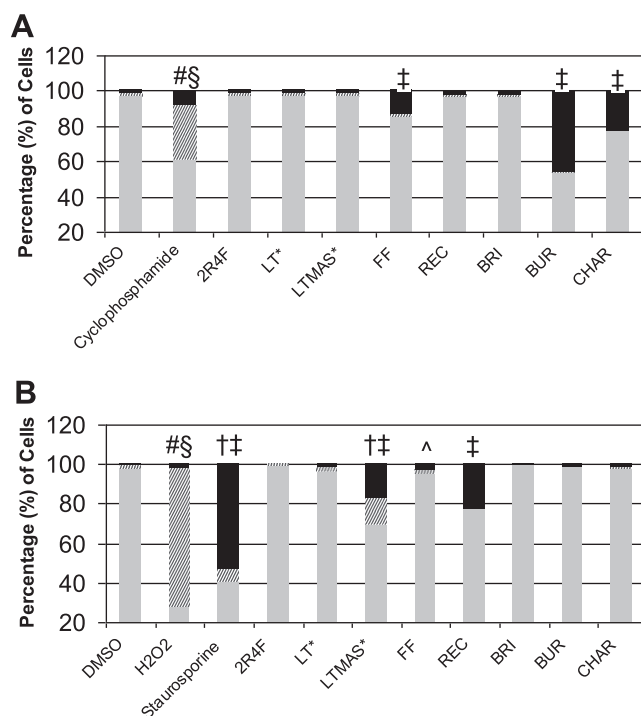 A
Percentage (%) of Cells
120
100
80
60
40
20
#§ ‡ ‡ ‡
DMSO Cyclophosphamide 2R4F LT* LTMAS* FF REC BRI BUR CHAR
B
Percentage (%) of Cells
120
100
80
60
40
20
#§ †‡ †‡ ^ ‡
DMSO H2O2 Staurosporine 2R4F LT* LTMAS* FF REC BRI BUR CHAR